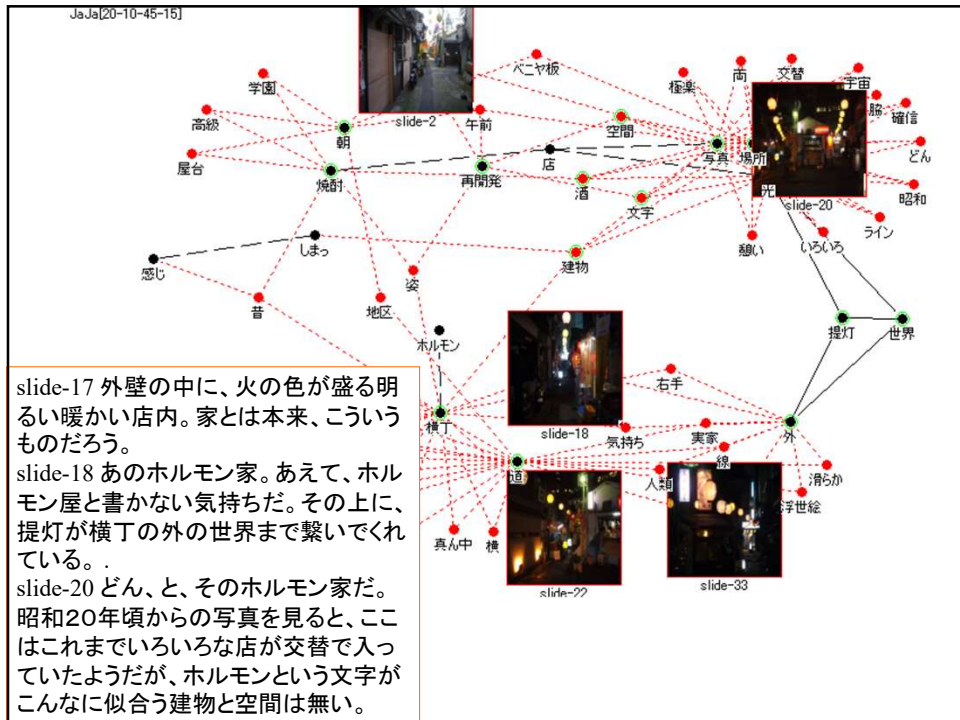 JaJa[20-10-45-15]
ベニヤ板
学園
極楽
両
交替
宇宙
脇
確信
高級
slide-2
朝
午前
空間
写真
場所
どん
屋台
焼酎
再開発
店
酒
文字
光
slide-20
昭和
ライン
いろいろ
憩い
しまっ
感じ
建物
姿
昔
地区
提灯
世界
ホルモン
右手
横丁
slide-18
気持ち
実家
外
道
線
人類
滑らか
浮世絵
真ん中
横
slide-22
slide-33
slide-17 外壁の中に、火の色が盛る明
るい暖かい店内。家とは本来、こういう
ものだろう。
slide-18 あのホルモン家。あえて、ホル
モン屋と書かない気持ちだ。その上に、
提灯が横丁の外の世界まで繋いでくれ
ている。.
slide-20 どん、と、そのホルモン家だ。
昭和20年頃からの写真を見ると、ここ
はこれまでいろいろな店が交替で入っ
ていたようだが、ホルモンという文字が
こんなに似合う建物と空間は無い。